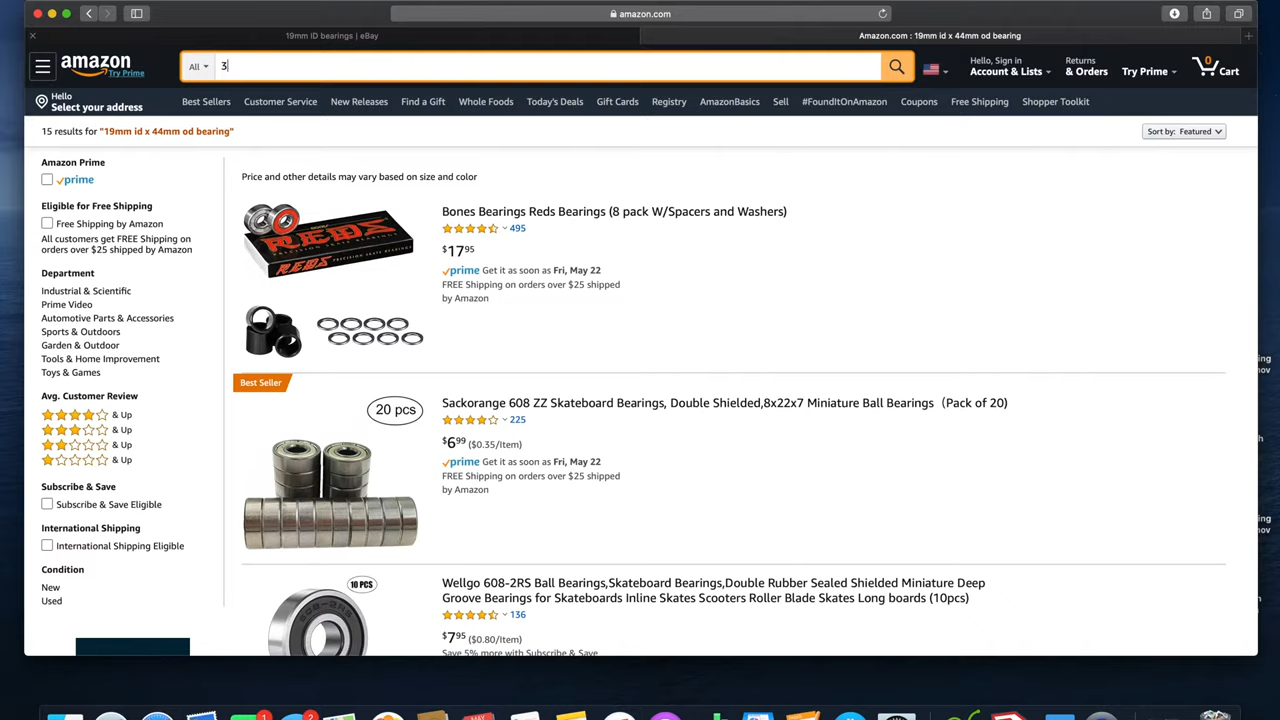 amazon.com
19mm ID bearings | eBay
Amazon.com : 19mm id x 44mm od bearing
amazon
Try Prime
All
3
Hello, Sign in
Account & Lists
Returns
& Orders
Try Prime
0
Cart
Hello
Select your address
Best Sellers
Customer Service
New Releases
Find a Gift
Whole Foods
Today's Deals
Gift Cards
Registry
AmazonBasics
Sell
#FoundItOnAmazon
Coupons
Free Shipping
Shopper Toolkit
15 results for "19mm id x 44mm od bearing"
Sort by: Featured
Amazon Prime
prime
Eligible for Free Shipping
Free Shipping by Amazon
All customers get FREE Shipping on
orders over $25 shipped by Amazon
Department
Industrial & Scientific
Prime Video
Automotive Parts & Accessories
Sports & Outdoors
Garden & Outdoor
Tools & Home Improvement
Toys & Games
Avg. Customer Review
& Up
& Up
& Up
& Up
Subscribe & Save
Subscribe & Save Eligible
International Shipping
International Shipping Eligible
Condition
New
Used
Price and other details may vary based on size and color
REDS
REDS
Bones Bearings Reds Bearings (8 pack W/Spacers and Washers)
495
$17 95
prime Get it as soon as Fri, May 22
FREE Shipping on orders over $25 shipped
by Amazon
Best Seller
20 pcs
Sackorange 608 ZZ Skateboard Bearings, Double Shielded,8x22x7 Miniature Ball Bearings（Pack of 20)
225
$6 99 ($0.35/Item)
prime Get it as soon as Fri, May 22
FREE Shipping on orders over $25 shipped
by Amazon
10 PCS
608-2RS
Wellgo 608-2RS Ball Bearings,Skateboard Bearings,Double Rubber Sealed Shielded Miniature Deep
Groove Bearings for Skateboards Inline Skates Scooters Roller Blade Skates Long boards (10pcs)
136
$7 95 ($0.80/Item)
Save 5% more with Subscribe & Save
ing
nov
ing
nov
1
2
MAY